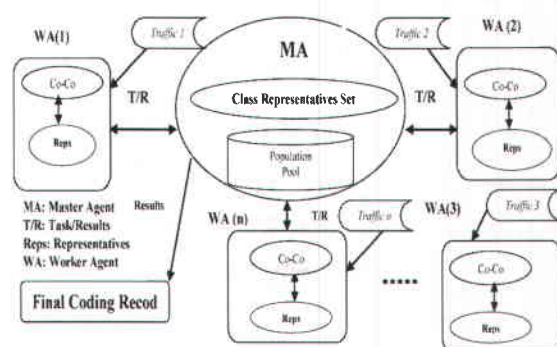 WA(1)
Traffic 1
MA
Traffic 2
WA (2)
Co-Co
T/R
Class Representatives Set
T/R
Co-Co
Reps
Population
Pool
Reps
MA: Master Agent
Results
T/R: Task/Results
Reps: Representatives
WA: Worker Agent
WA (n)
T/R
Traffic n
WA(3)
Traffic 3
Co-Co
.....
Co-Co
Final Coding Recod
Reps
Reps